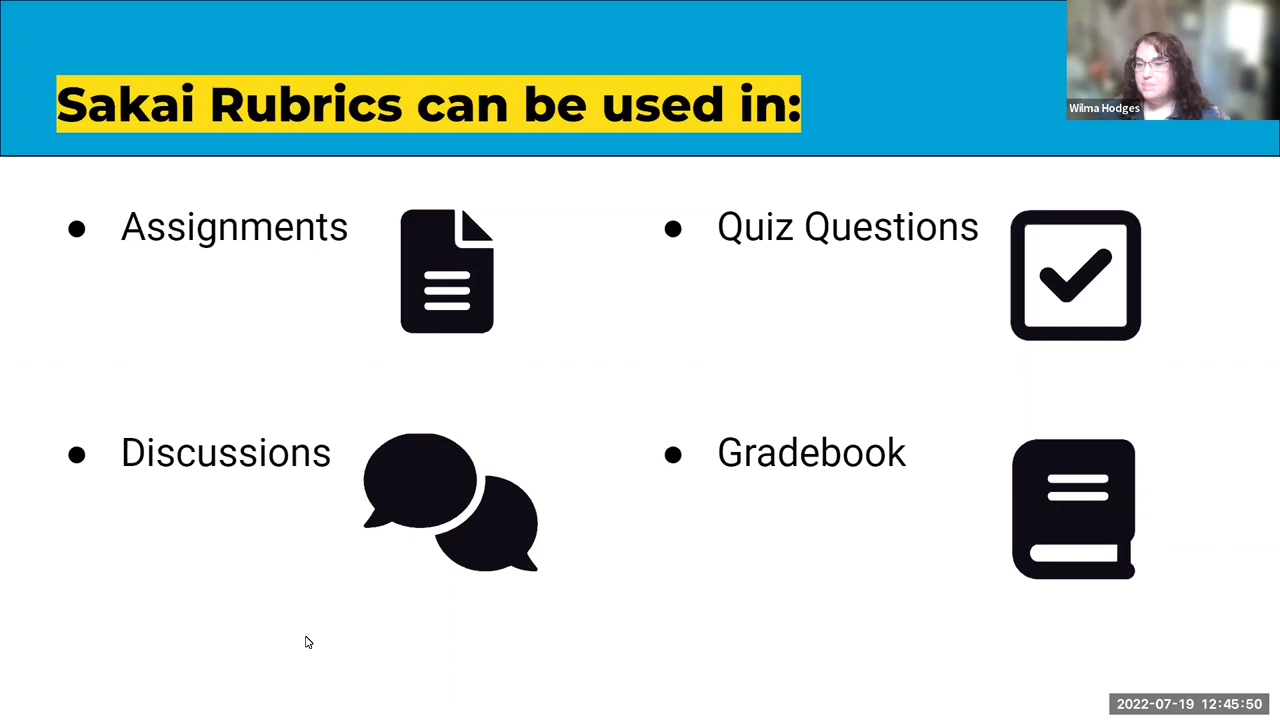 Sakai Rubrics can be used in:
Wilma Hodges
● Assignments
● Quiz Questions
● Discussions
● Gradebook
2022-07-19 12:45:50